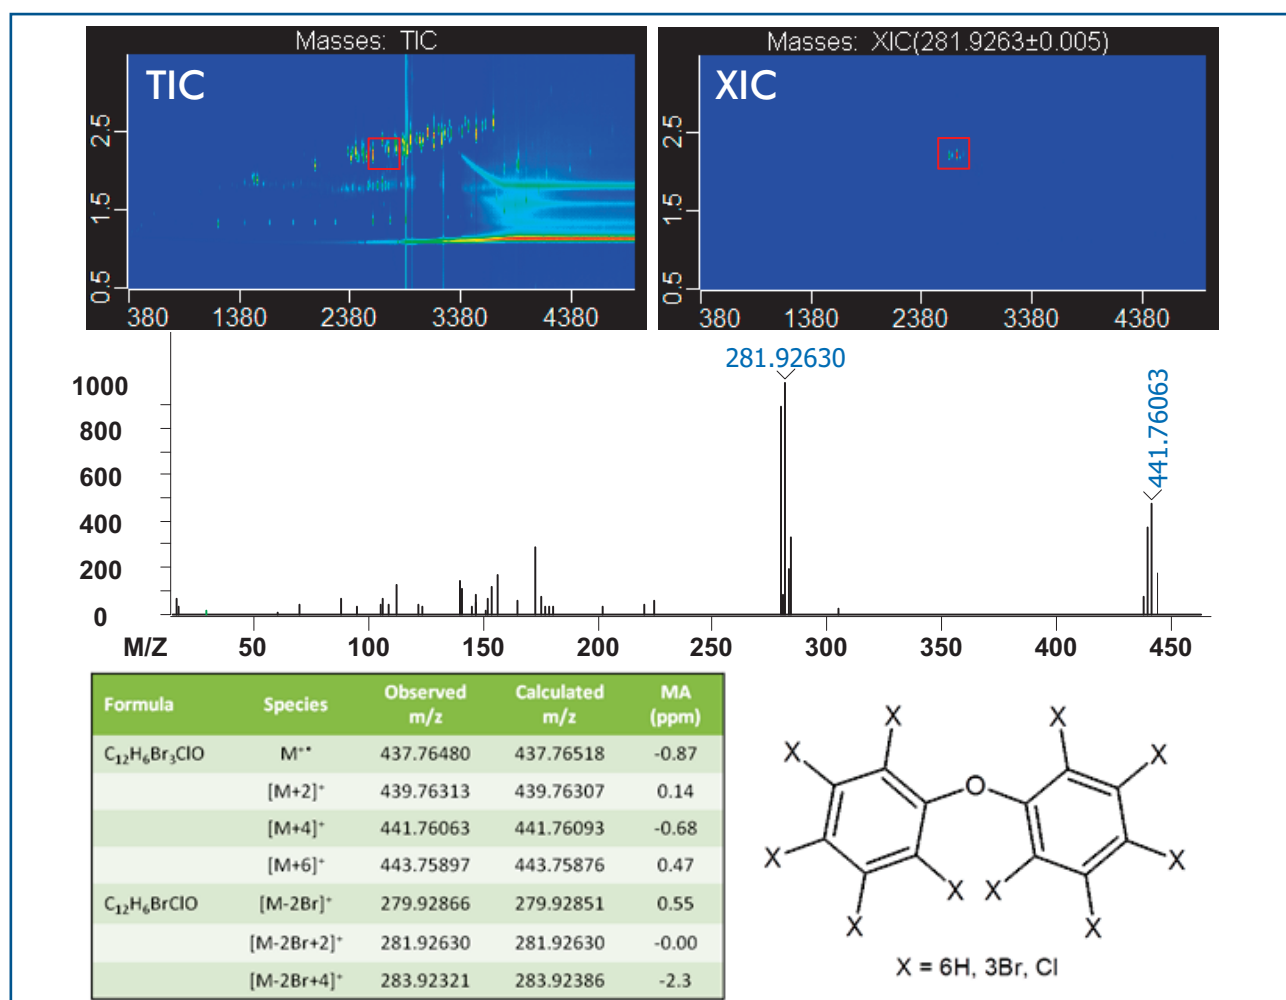 Masses: TIC
TIC
2.5
1.5
0.5
380 1380 2380 3380 4380
Masses: XIC(281.9263±0.005)
XIC
2.5
1.5
0.5
380 1380 2380 3380 4380
281.92630
441.76063
1000
800
600
400
200
0
M/Z 50 100 150 200 250 300 350 400 450
Formula Species Observed m/z Calculated m/z MA (ppm)
C₁₂H₆Br₃ClO M⁺• 437.76480 437.76518 -0.87
[M+2]⁺ 439.76313 439.76307 0.14
[M+4]⁺ 441.76063 441.76093 -0.68
[M+6]⁺ 443.75897 443.75876 0.47
C₁₂H₆BrClO [M-2Br]⁺ 279.92866 279.92851 0.55
[M-2Br+2]⁺ 281.92630 281.92630 -0.00
[M-2Br+4]⁺ 283.92321 283.92386 -2.3
X X
X O X
X X X X
X X
X = 6H, 3Br, Cl